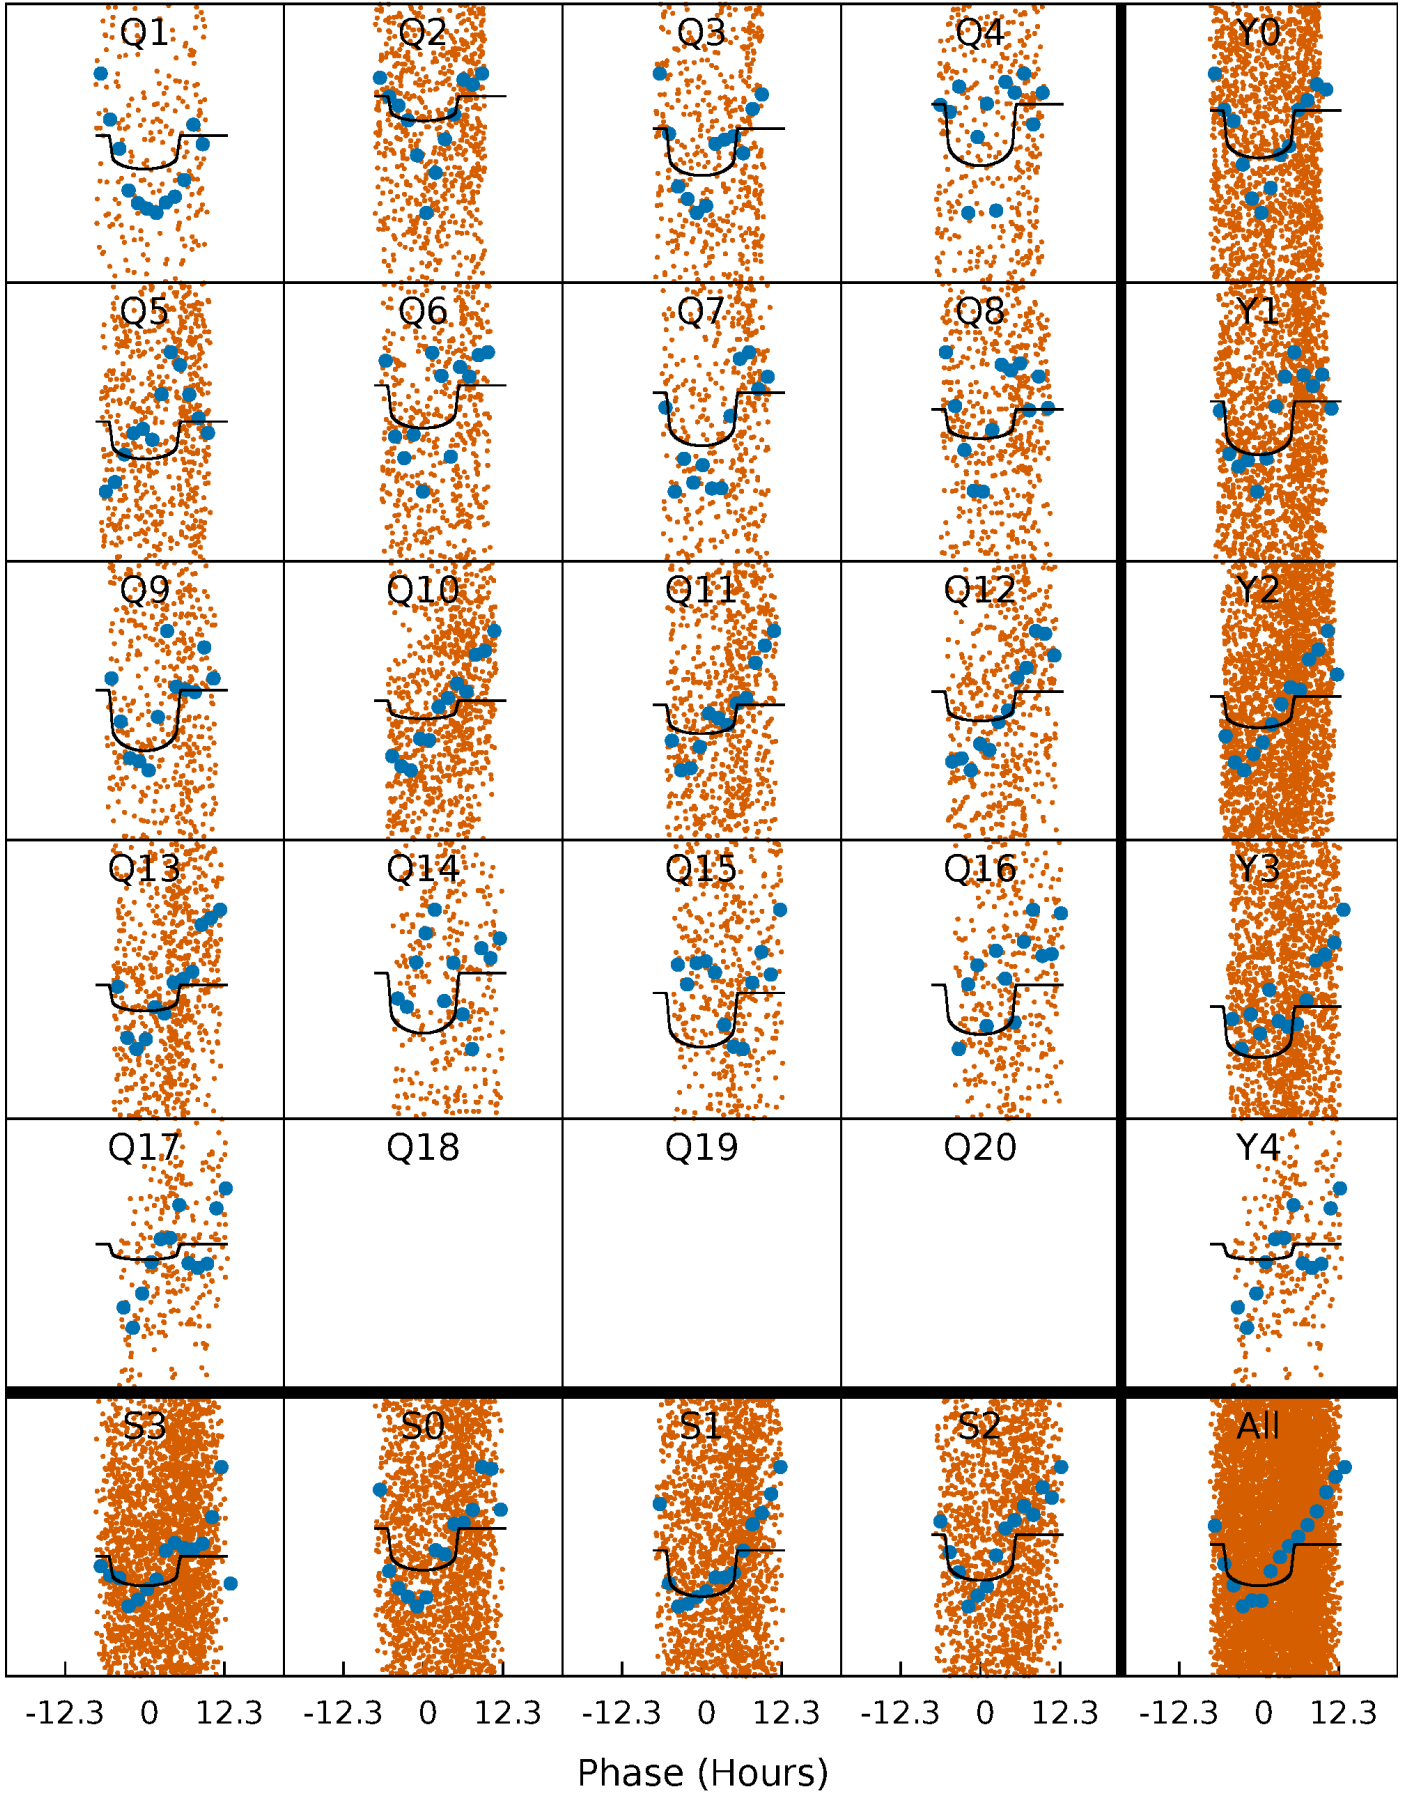 Q1 Q2 Q3 Q4 Y0
Q5 Q6 Q7 Q8 Y1
Q9 Q10 Q11 Q12 Y2
Q13 Q14 Q15 Q16 Y3
Q17 Q18 Q19 Q20 Y4
S3 S0 S1 S2 All
-12.3 0 12.3 -12.3 0 12.3 -12.3 0 12.3 -12.3 0 12.3 -12.3 0 12.3
Phase (Hours)